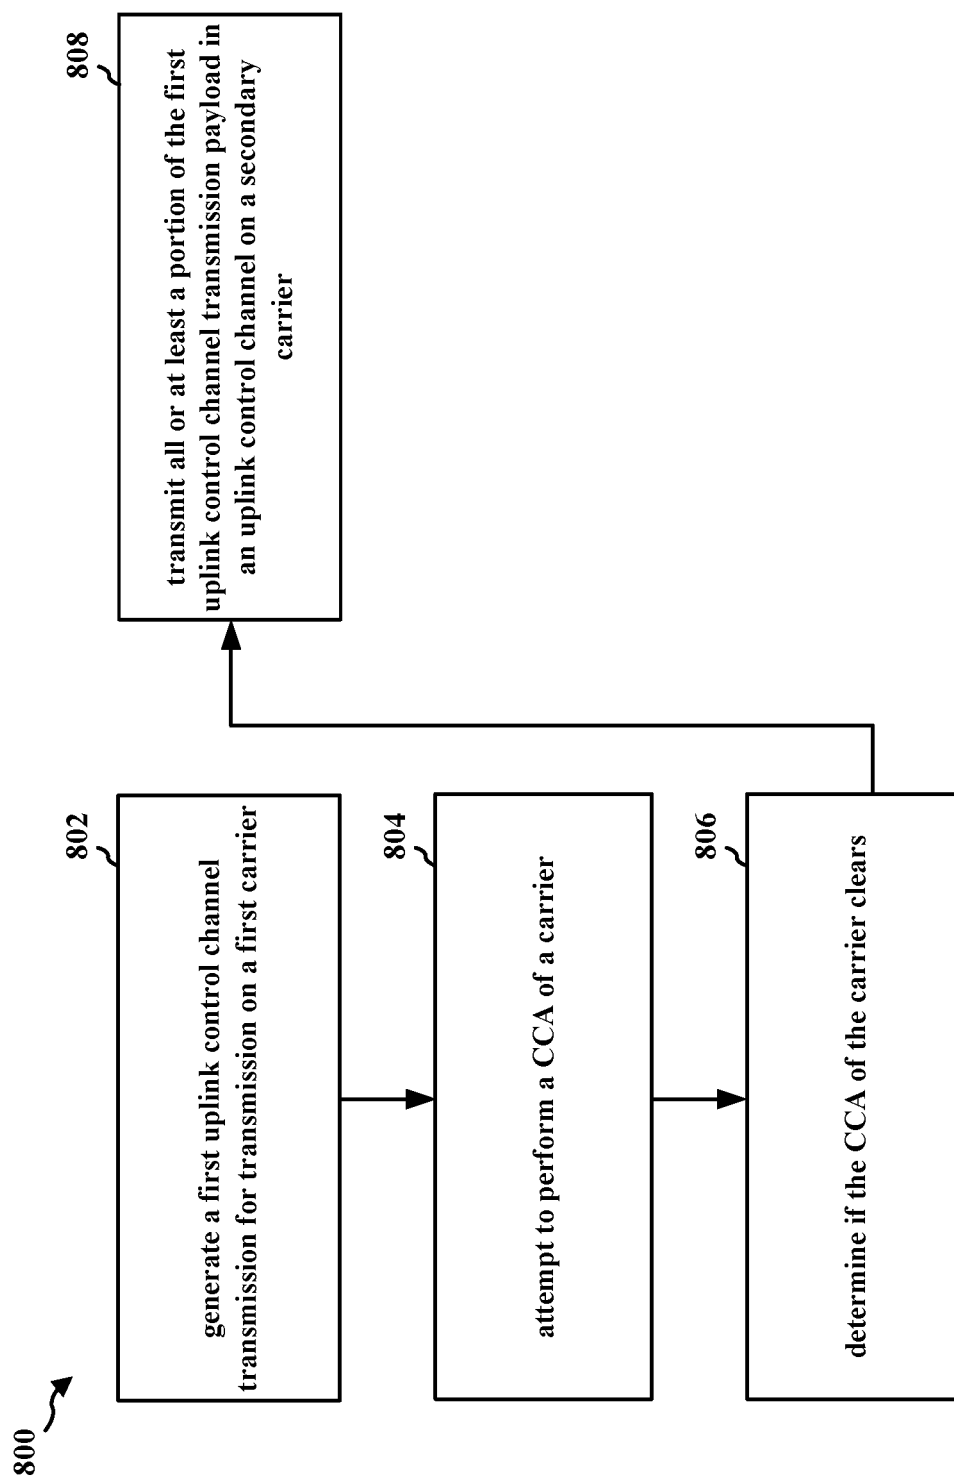 800
802
generate a first uplink control channel
transmission for transmission on a first carrier
804
attempt to perform a CCA of a carrier
806
determine if the CCA of the carrier clears
808
transmit all or at least a portion of the first
uplink control channel transmission payload in
an uplink control channel on a secondary
carrier